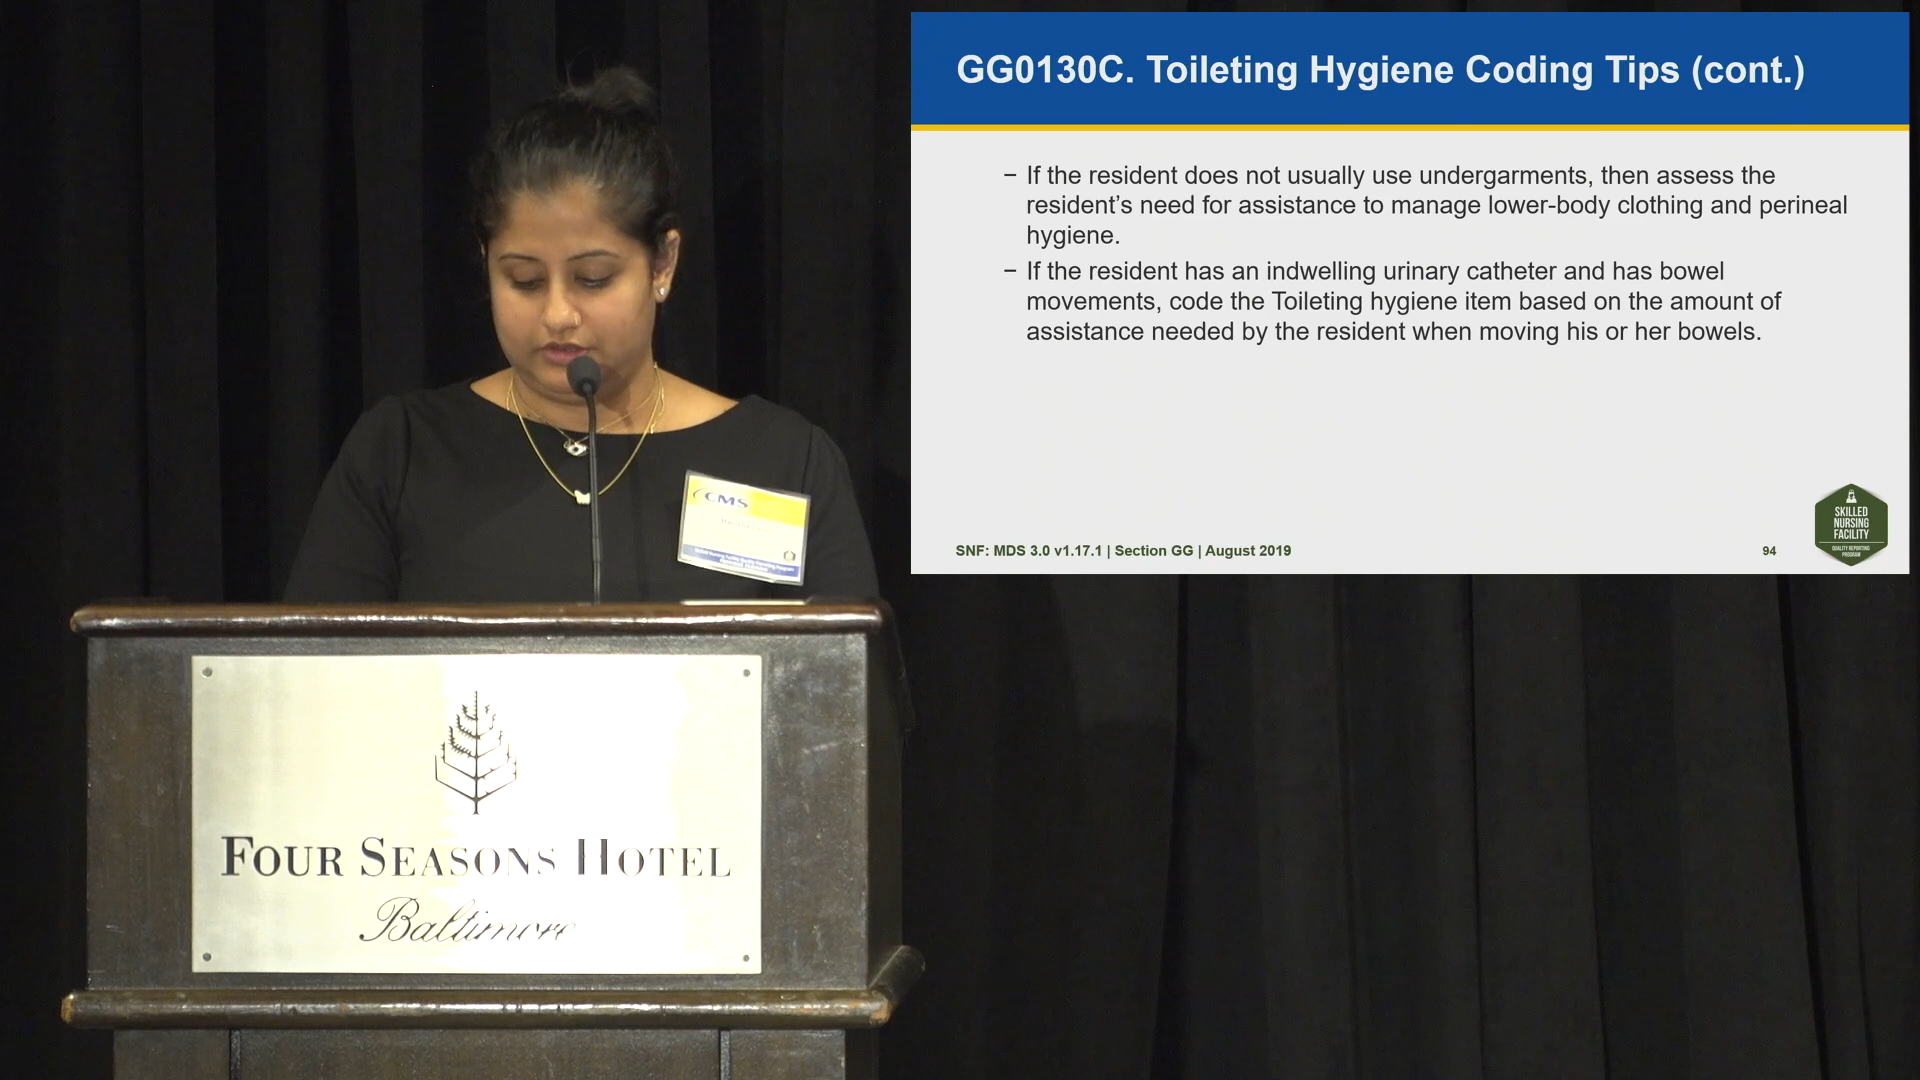 GG0130C. Toileting Hygiene Coding Tips (cont.)
– If the resident does not usually use undergarments, then assess the
resident’s need for assistance to manage lower-body clothing and perineal
hygiene.
– If the resident has an indwelling urinary catheter and has bowel
movements, code the Toileting hygiene item based on the amount of
assistance needed by the resident when moving his or her bowels.
SNF: MDS 3.0 v1.17.1 | Section GG | August 2019
94
SKILLED
NURSING
FACILITY
QUALITY REPORTING
PROGRAM
CMS
FOUR SEASONS HOTEL
Baltimore